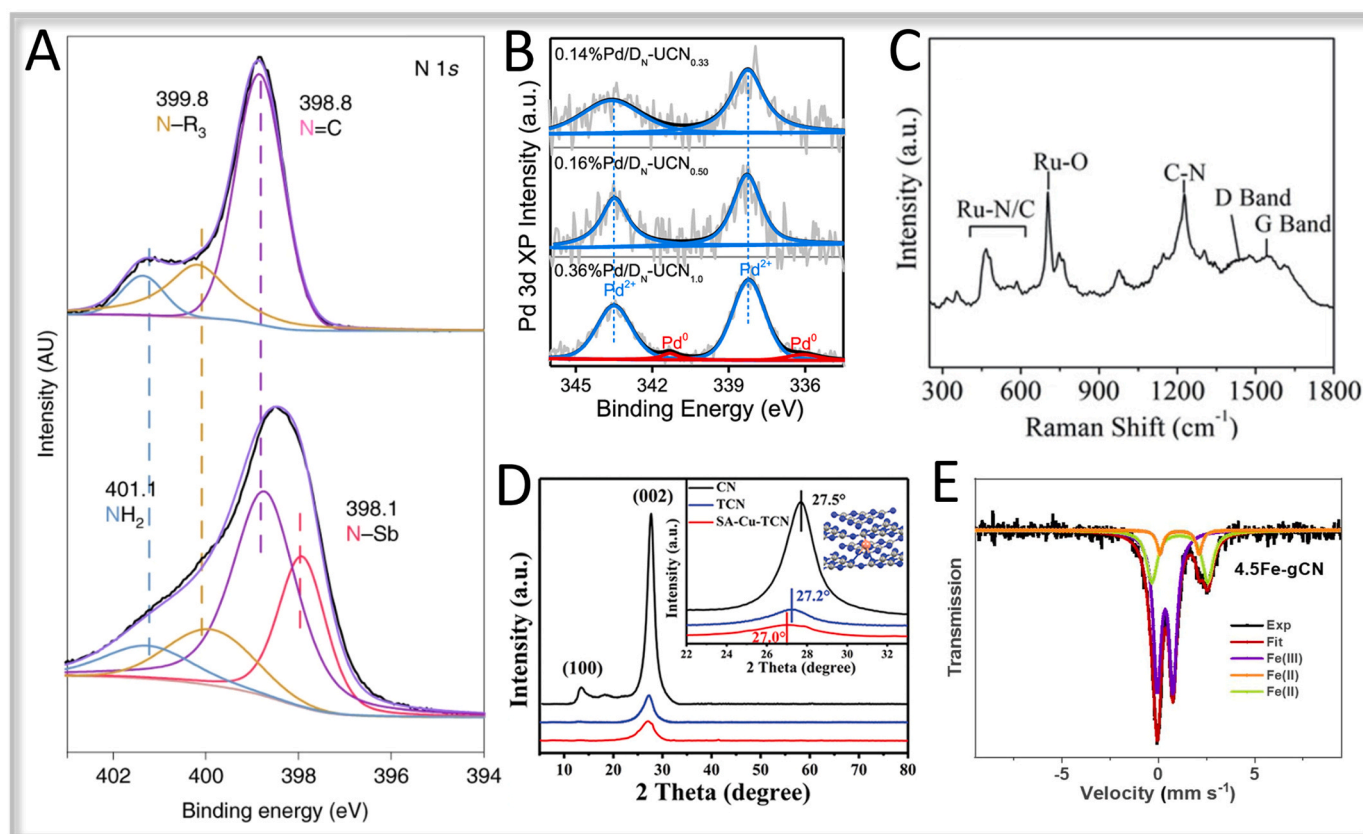 A
N 1s
399.8
N–R₃
398.8
N=C
401.1
NH₂
398.1
N–Sb
Intensity (AU)
402
400
398
396
394
Binding energy (eV)
B
0.14%Pd/D_N-UCN₀.₃₃
0.16%Pd/D_N-UCN₀.₅₀
0.36%Pd/D_N-UCN₁.₀
Pd²⁺
Pd²⁺
Pd⁰
Pd⁰
Pd 3d XP Intensity (a.u.)
345
342
339
336
Binding Energy (eV)
C
Ru-N/C
Ru-O
C-N
D Band
G Band
Intensity (a.u.)
300
600
900
1200
1500
1800
Raman Shift (cm⁻¹)
D
(002)
(100)
CN
TCN
SA-Cu-TCN
27.5°
27.2°
27.0°
Intensity (a.u.)
22
24
26
28
30
32
2 Theta (degree)
Intensity (a.u.)
10
20
30
40
50
60
70
80
2 Theta (degree)
E
4.5Fe-gCN
Exp
Fit
Fe(III)
Fe(II)
Fe(II)
Transmission
-5
0
5
Velocity (mm s⁻¹)